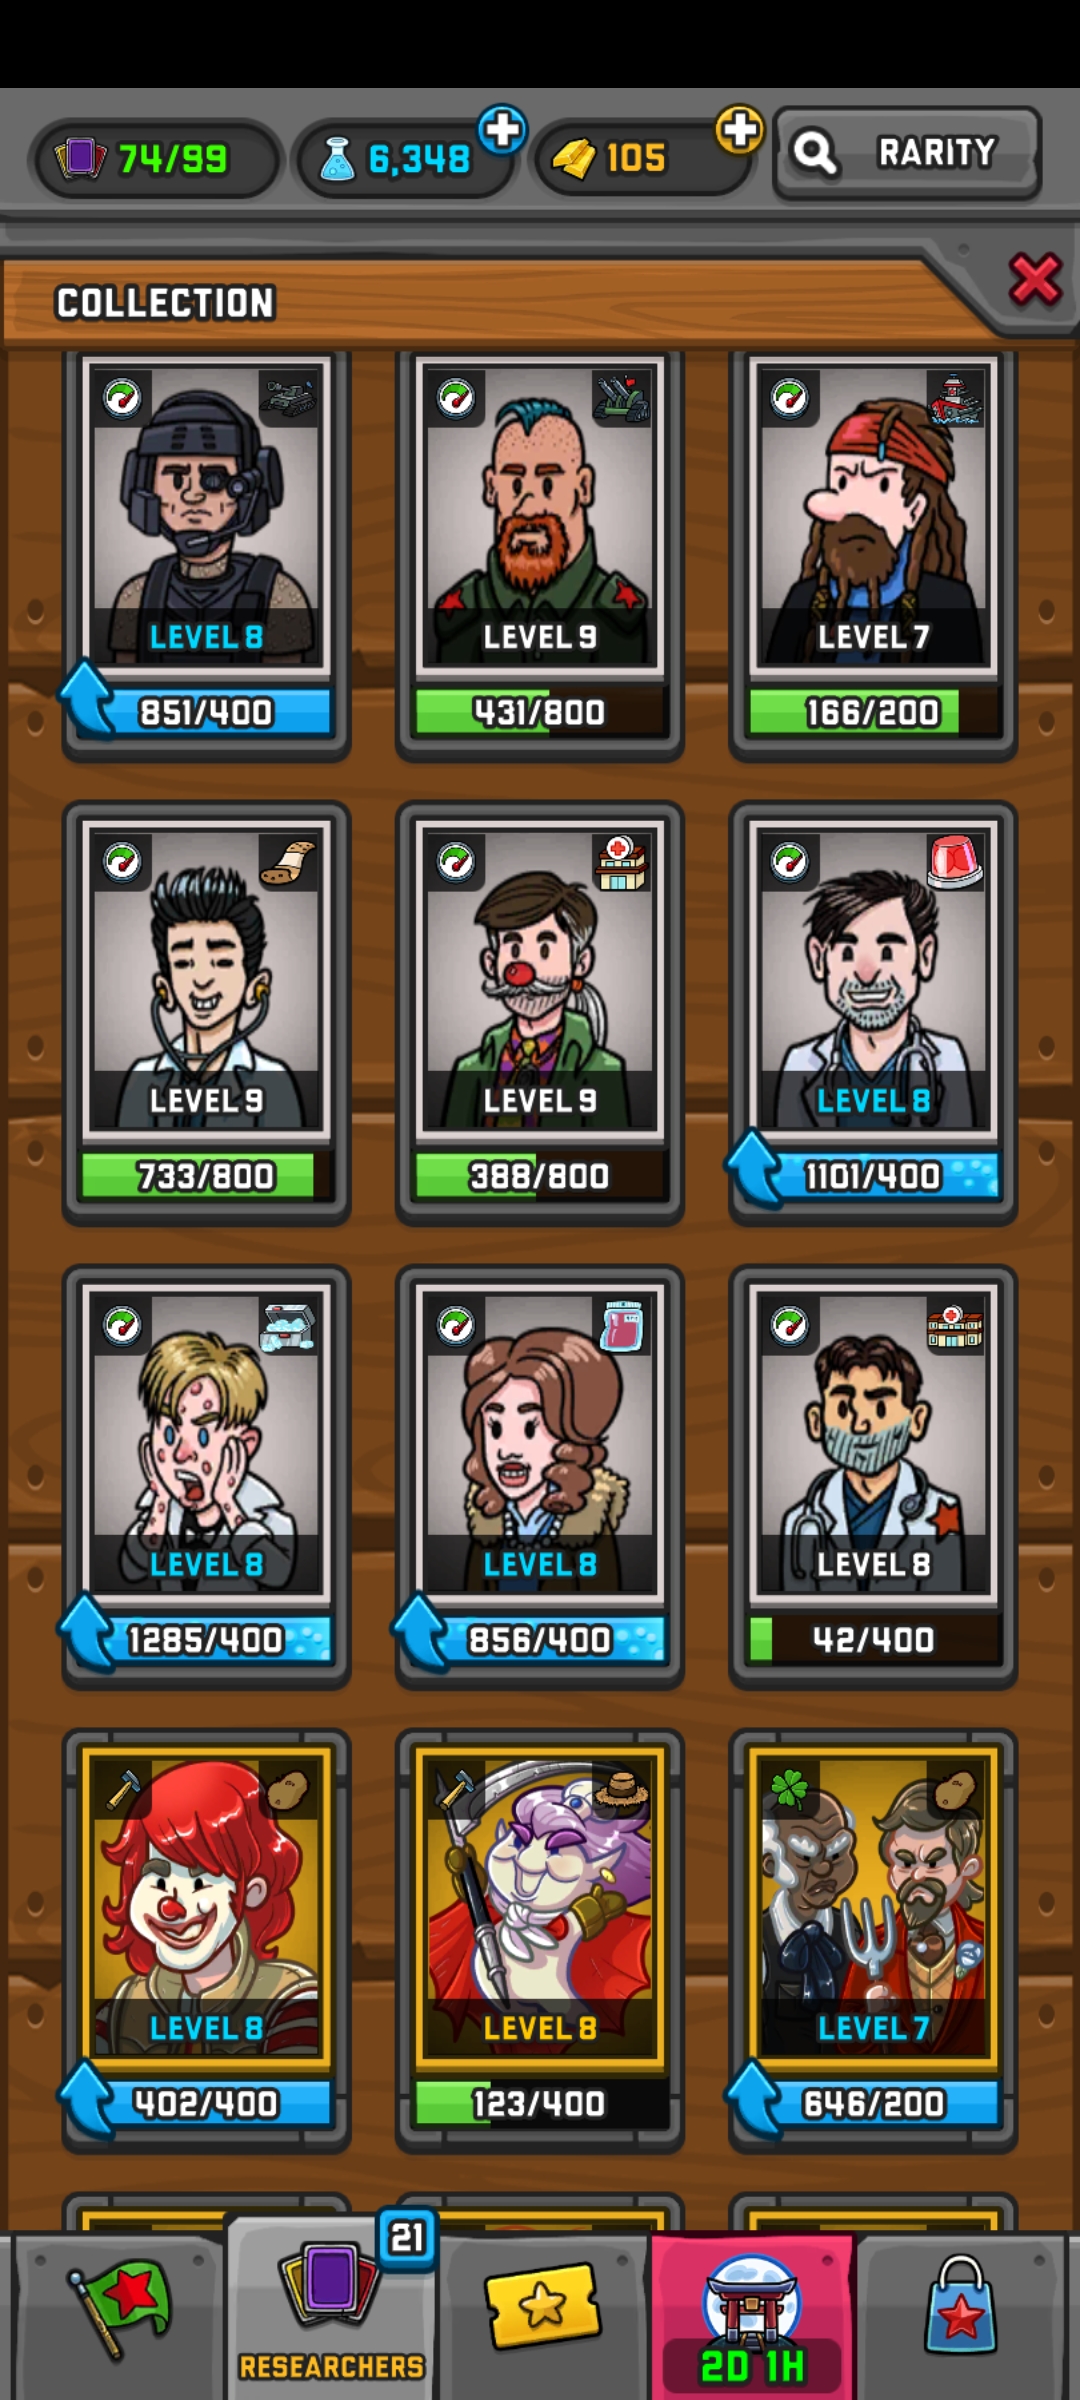 74/99
6,348
105
RARITY
COLLECTION
LEVEL 8
LEVEL 9
LEVEL 7
851/400
431/800
166/200
LEVEL 9
LEVEL 9
LEVEL 8
733/800
388/800
1101/400
LEVEL 8
LEVEL 8
LEVEL 8
1285/400
856/400
42/400
LEVEL 8
LEVEL 8
LEVEL 7
402/400
123/400
646/200
21
RESEARCHERS
2D 1H